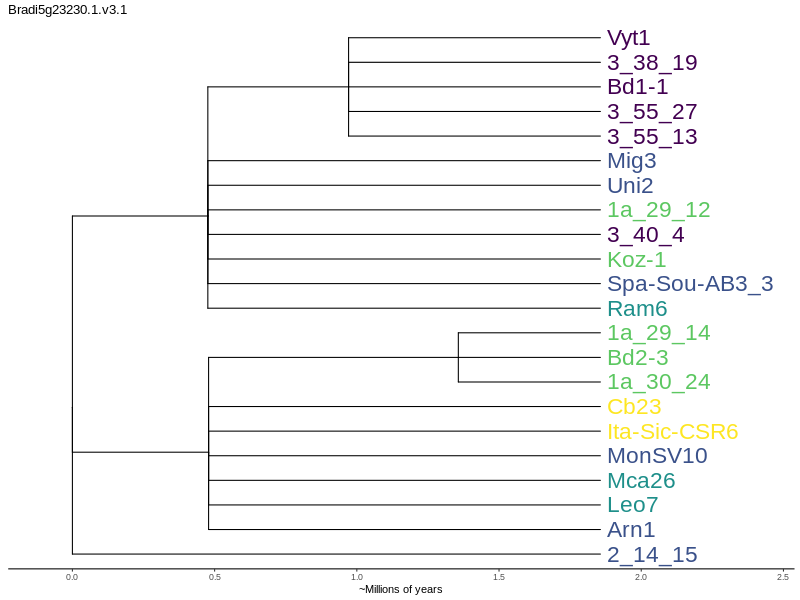 Bradi5g23230.1.v3.1
Vyt1
3_38_19
Bd1-1
3_55_27
3_55_13
Mig3
Uni2
1a_29_12
3_40_4
Koz-1
Spa-Sou-AB3_3
Ram6
1a_29_14
Bd2-3
1a_30_24
Cb23
Ita-Sic-CSR6
MonSV10
Mca26
Leo7
Arn1
2_14_15
0.0 0.5 1.0 1.5 2.0 2.5
~Millions of years